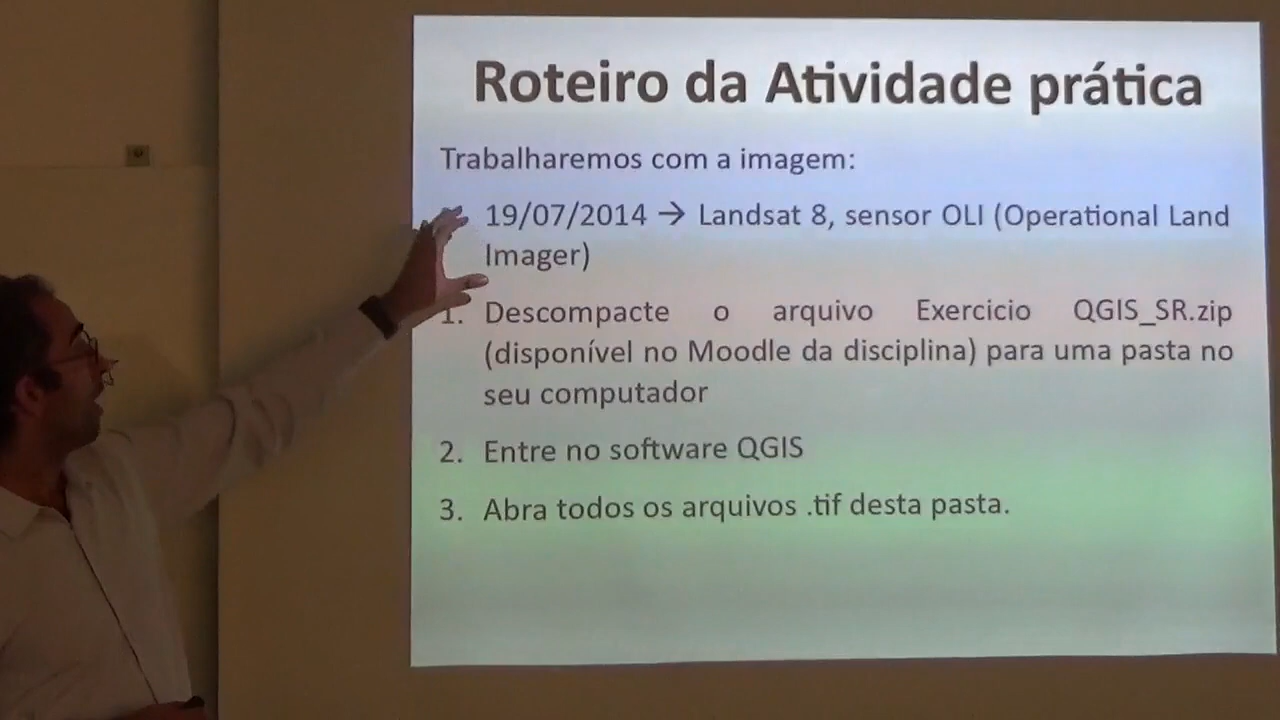 Roteiro da Atividade prática
Trabalharemos com a imagem:
19/07/2014 → Landsat 8, sensor OLI (Operational Land
Imager)
1. Descompacte o arquivo Exercicio QGIS_SR.zip
(disponível no Moodle da disciplina) para uma pasta no
seu computador
2. Entre no software QGIS
3. Abra todos os arquivos .tif desta pasta.